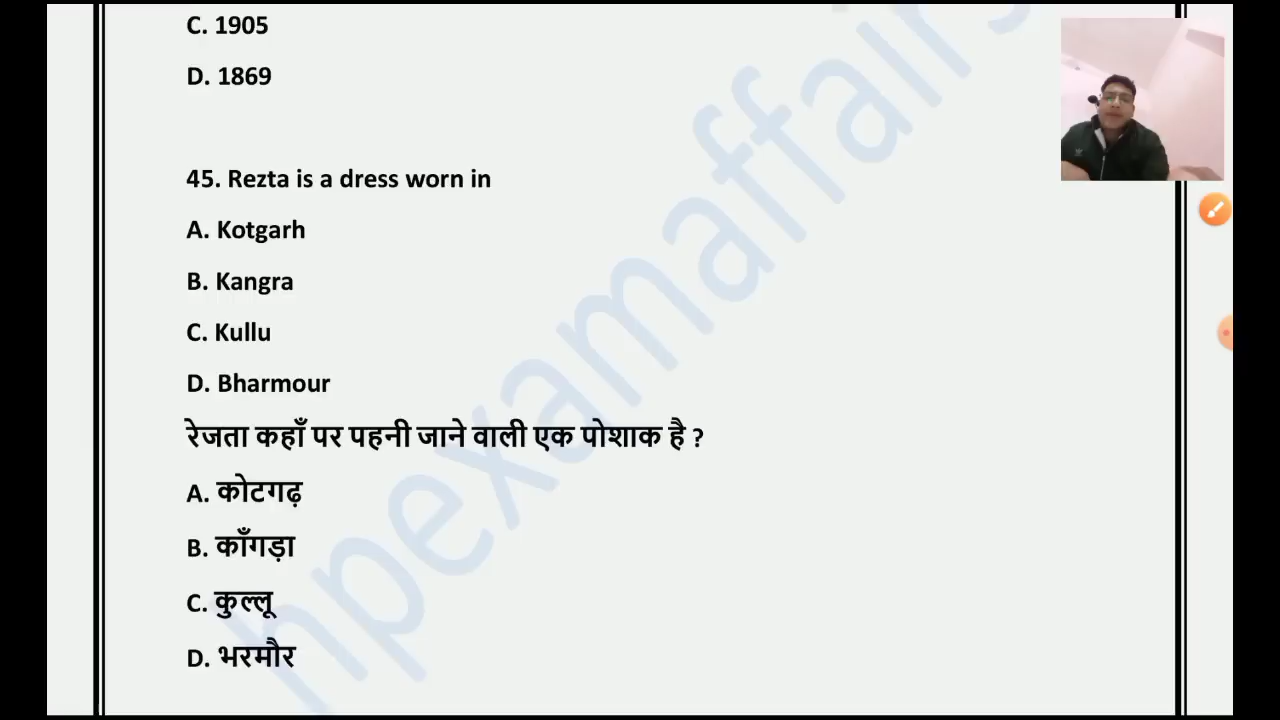 C. 1905
D. 1869
45. Rezta is a dress worn in
A. Kotgarh
B. Kangra
C. Kullu
D. Bharmour
रेजता कहाँ पर पहनी जाने वाली एक पोशाक है ?
A. कोटगढ़
B. काँगड़ा
C. कुल्लू
D. भरमौर
hpexamaffairs